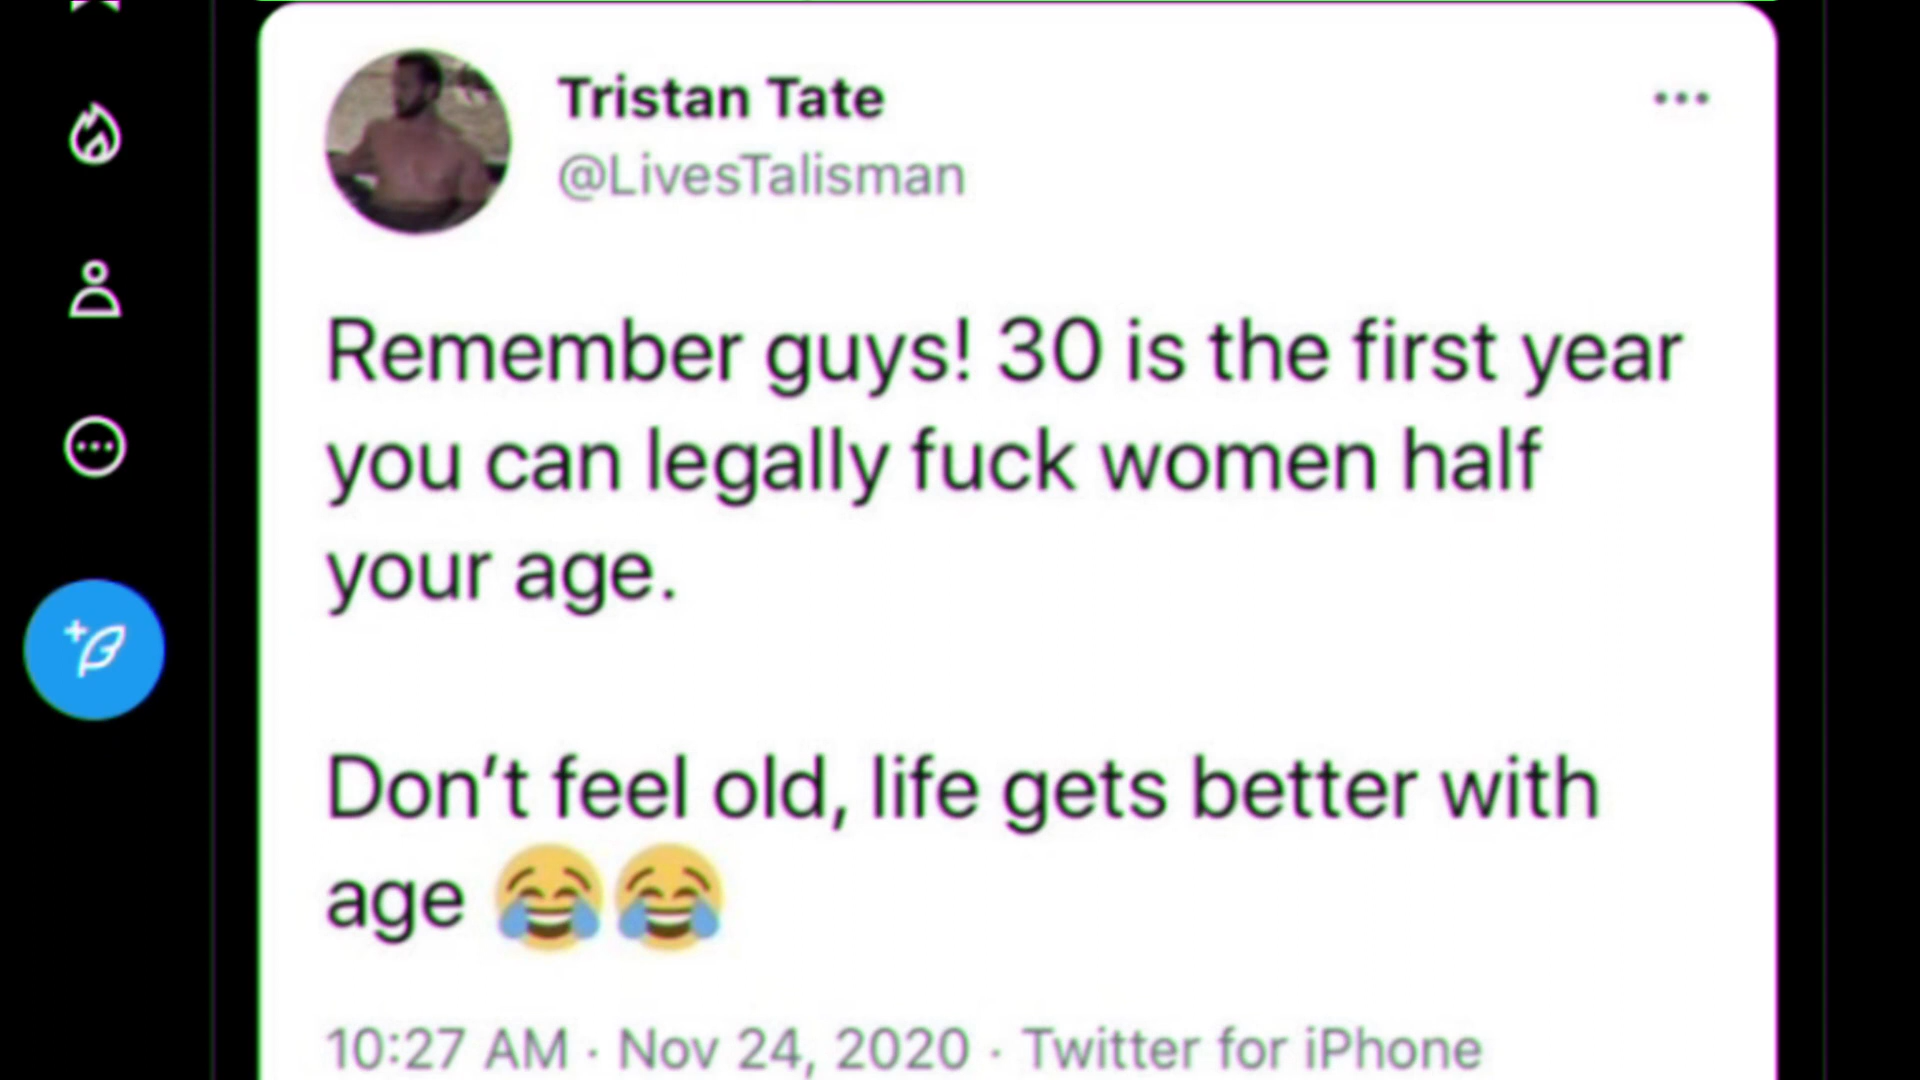 Tristan Tate
@LivesTalisman
Remember guys! 30 is the first year
you can legally fuck women half
your age.
Don’t feel old, life gets better with
age 😂😂
10:27 AM · Nov 24, 2020 · Twitter for iPhone